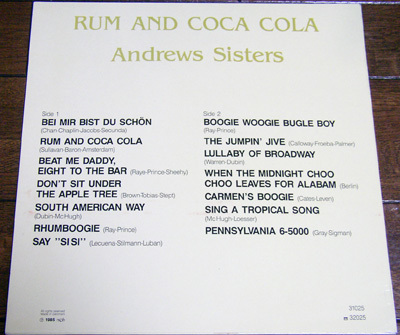 RUM AND COCA COLA
Andrews Sisters
Side 1
BEI MIR BIST DU SCHÖN
(Chan Chaplin-Jacobs-Secunda)
RUM AND COCA COLA
(Sullavan-Baron-Amsterdam)
BEAT ME DADDY,
EIGHT TO THE BAR (Raye-Prince-Sheehy)
DON'T SIT UNDER
THE APPLE TREE (Brown-Tobias-Stept)
SOUTH AMERICAN WAY
(Dubin-McHugh)
RHUMBOOGIE (Ray-Prince)
SAY "SI SI" (Lecuena-Stilmann-Luban)
Side 2
BOOGIE WOOGIE BUGLE BOY
(Ray-Prince)
THE JUMPIN' JIVE (Calloway Froeba-Palmer)
LULLABY OF BROADWAY
(Warren-Dubin)
WHEN THE MIDNIGHT CHOO
CHOO LEAVES FOR ALABAM (Berlin)
CARMEN'S BOOGIE (Cates-Leven)
SING A TROPICAL SONG
(McHugh-Loesser)
PENNSYLVANIA 6-5000 (Gray Sigman)
1985
31025
m 32025